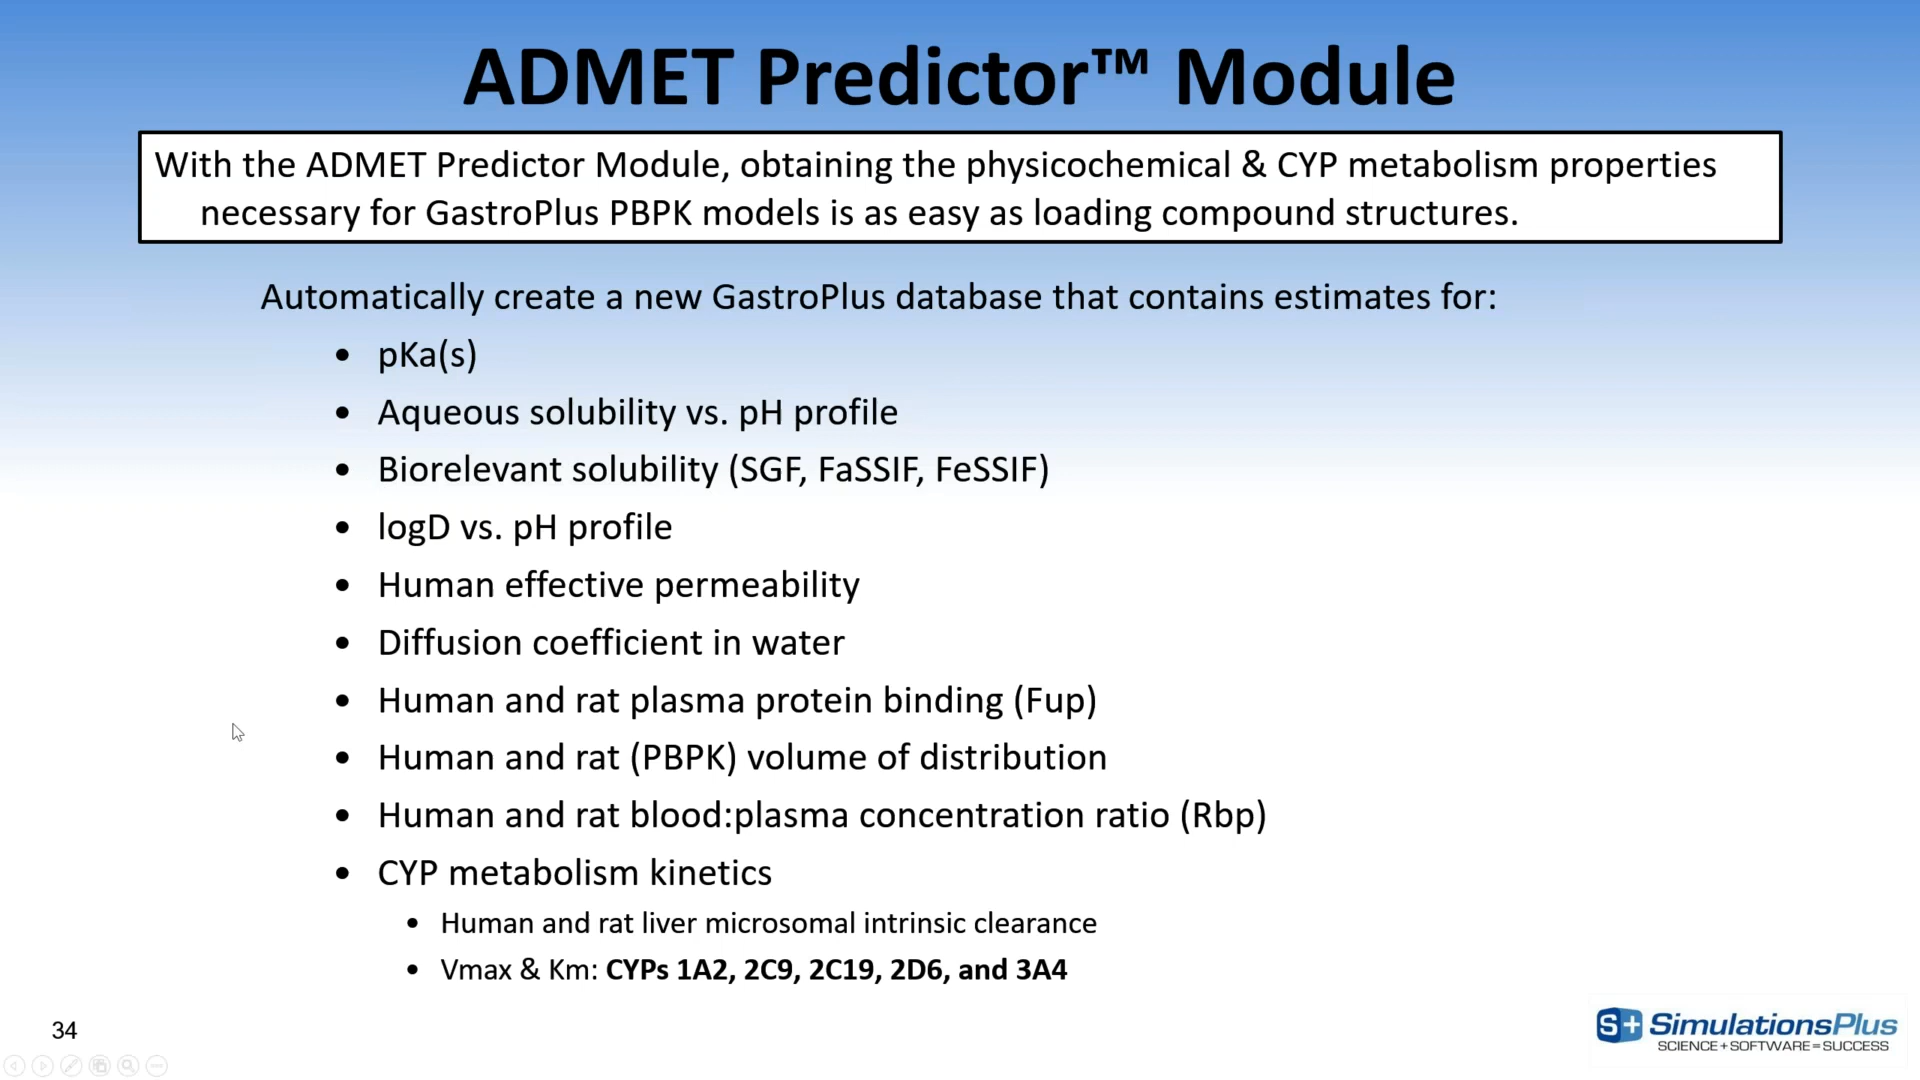 ADMET Predictor™ Module
With the ADMET Predictor Module, obtaining the physicochemical & CYP metabolism properties
necessary for GastroPlus PBPK models is as easy as loading compound structures.
Automatically create a new GastroPlus database that contains estimates for:
• pKa(s)
• Aqueous solubility vs. pH profile
• Biorelevant solubility (SGF, FaSSIF, FeSSIF)
• logD vs. pH profile
• Human effective permeability
• Diffusion coefficient in water
• Human and rat plasma protein binding (Fup)
• Human and rat (PBPK) volume of distribution
• Human and rat blood:plasma concentration ratio (Rbp)
• CYP metabolism kinetics
• Human and rat liver microsomal intrinsic clearance
• Vmax & Km: CYPs 1A2, 2C9, 2C19, 2D6, and 3A4
34
S+ SimulationsPlus
SCIENCE+SOFTWARE=SUCCESS